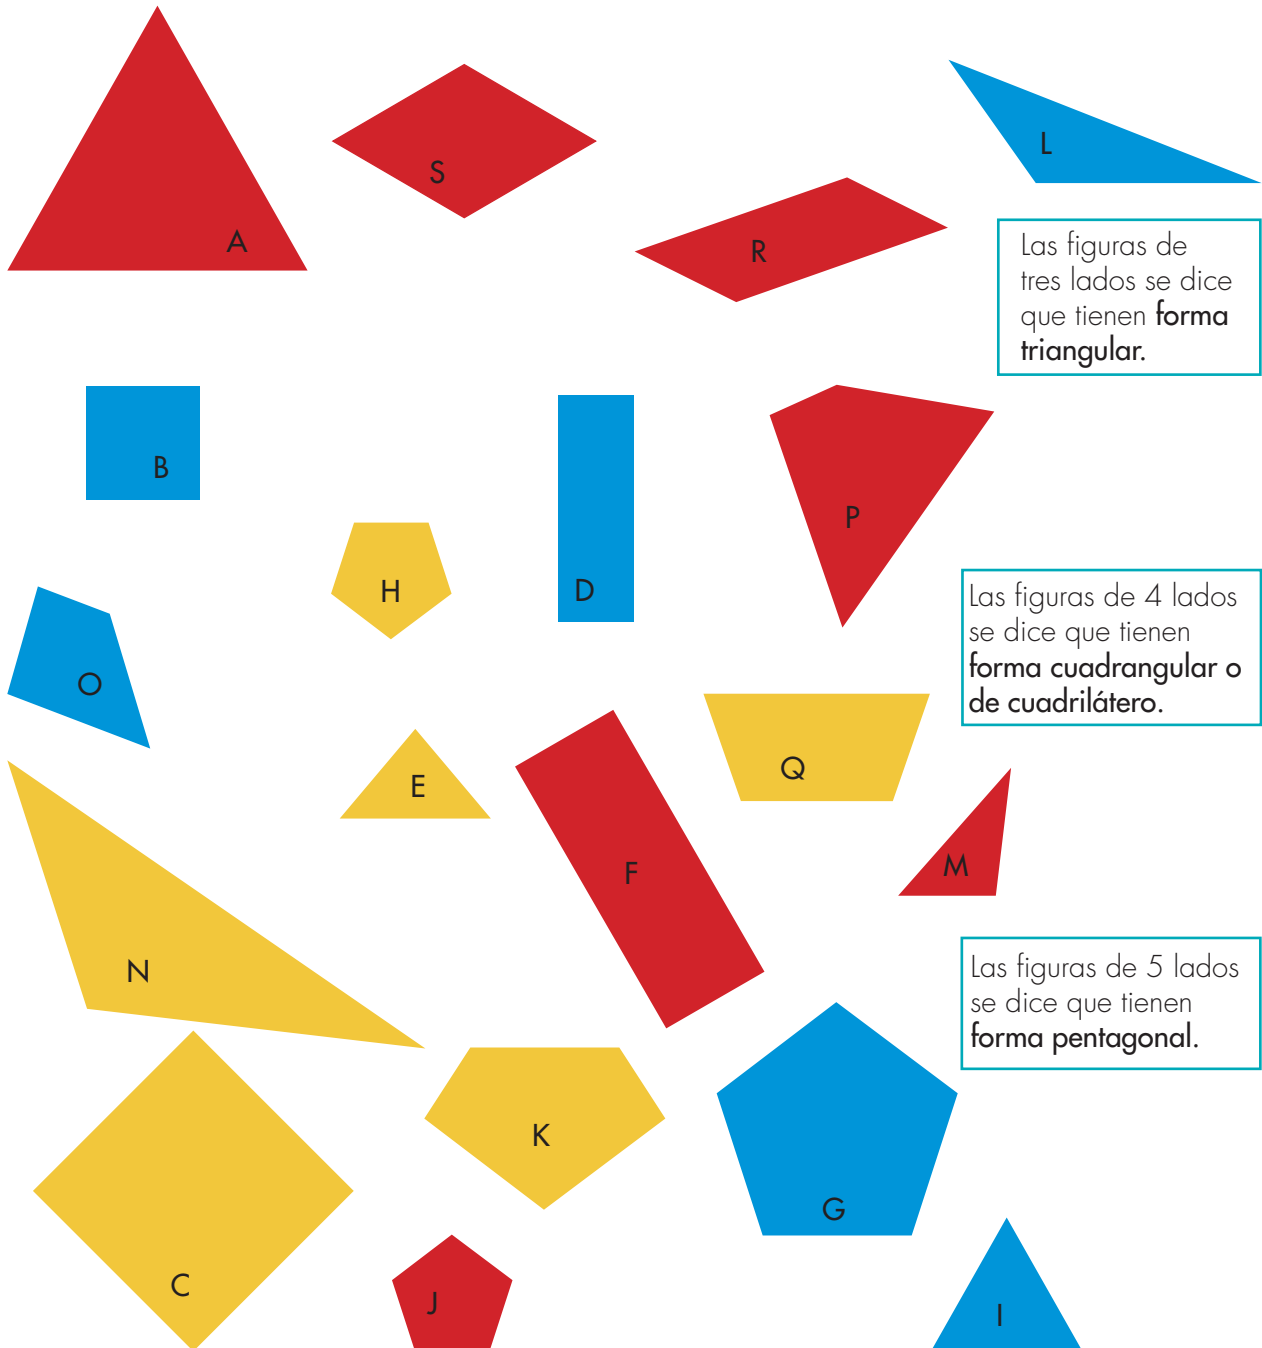 A
S
L
R
Las figuras de
tres lados se dice
que tienen forma
triangular.
B
D
P
H
O
Las figuras de 4 lados
se dice que tienen
forma cuadrangular o
de cuadrilátero.
E
Q
F
M
N
Las figuras de 5 lados
se dice que tienen
forma pentagonal.
K
G
C
J
I